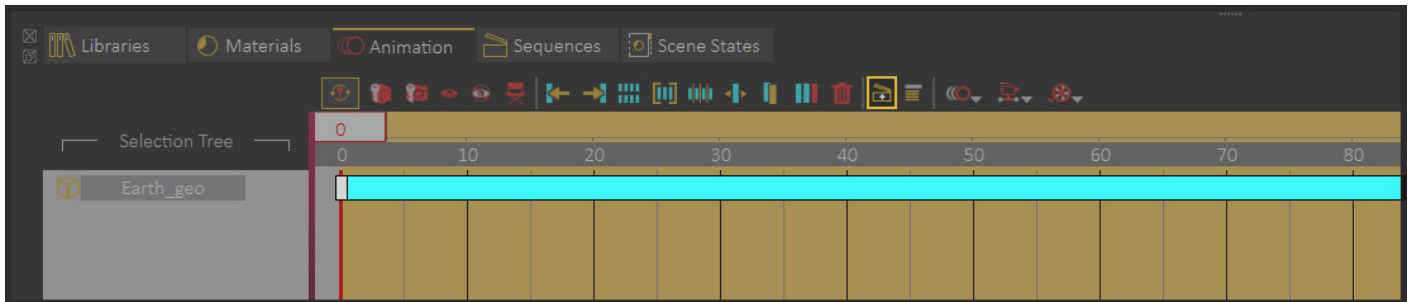 Libraries Materials Animation Sequences Scene States
0
Selection Tree
0 10 20 30 40 50 60 70 80
Earth_geo